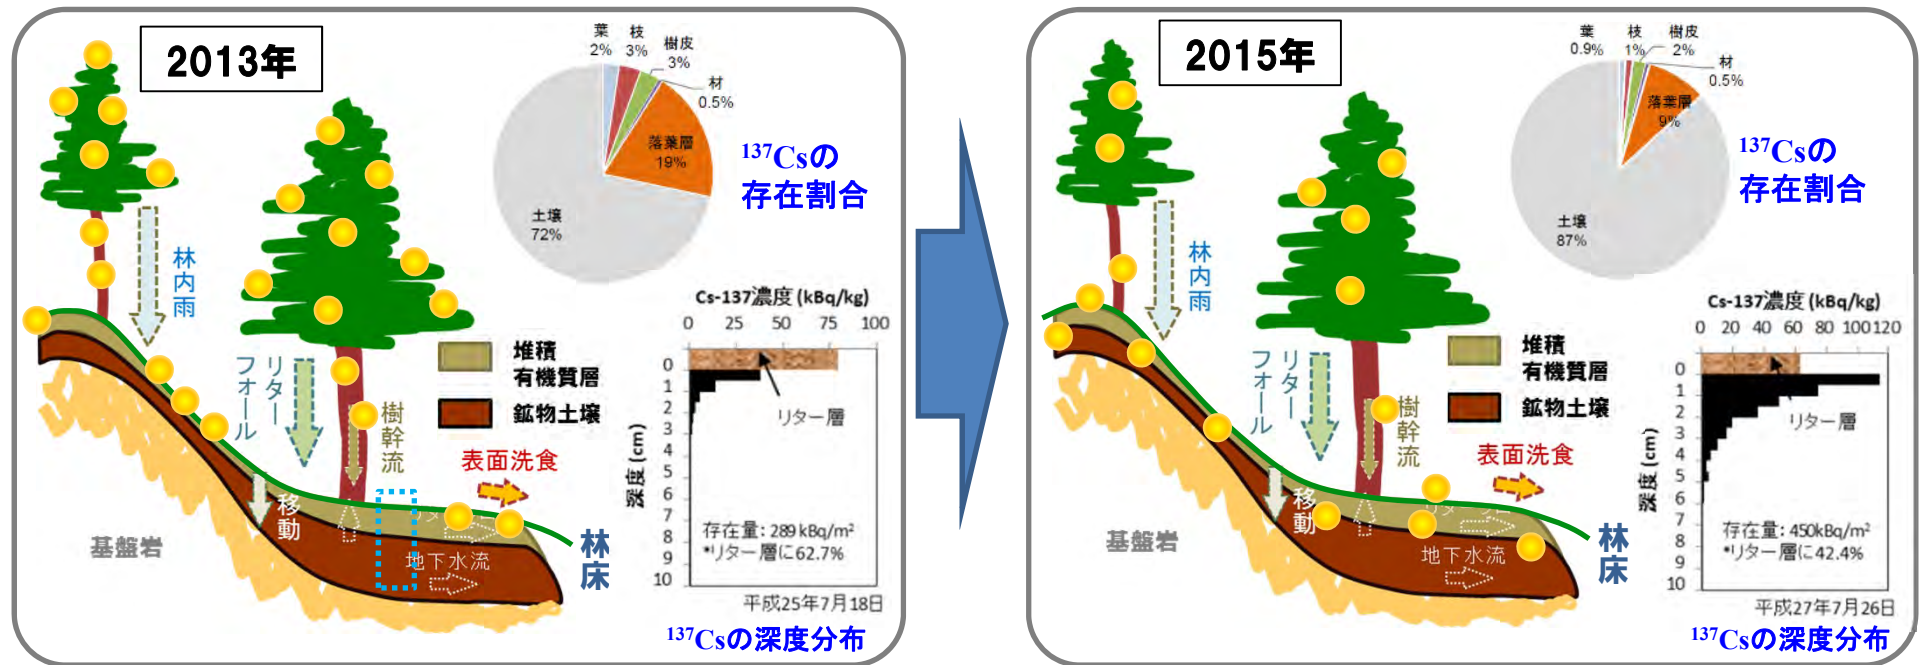 2013年
葉
2%
枝
3%
樹皮
3%
材
0.5%
落葉層
19%
土壌
72%
137Csの
存在割合
林内雨
リターフォール
樹幹流
堆積
有機質層
鉱物土壌
表面洗食
移動
地下水流
基盤岩
林床
Cs-137濃度 (kBq/kg)
0 25 50 75 100
深度 (cm)
0
1
2
3
4
5
6
7
8
9
10
リター層
存在量: 289kBq/m²
*リター層に62.7%
平成25年7月18日
137Csの深度分布
2015年
葉
0.9%
枝
1%
樹皮
2%
材
0.5%
落葉層
9%
土壌
87%
137Csの
存在割合
林内雨
リターフォール
樹幹流
堆積
有機質層
鉱物土壌
表面洗食
移動
地下水流
基盤岩
林床
Cs-137濃度 (kBq/kg)
0 20 40 60 80 100 120
深度 (cm)
0
1
2
3
4
5
6
7
8
9
10
リター層
存在量: 450kBq/m²
*リター層に42.4%
平成27年7月26日
137Csの深度分布